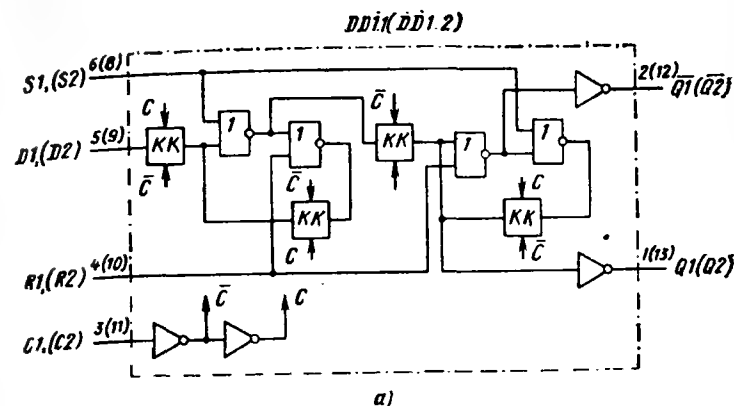 DD1.1(DD1.2)
S1,(S2) 6(8)
2(12) Q̅1̅(Q̅2̅)
C
C̅
1
1
KK
1
1
D1,(D2) 5(9)
KK
C̅
C̅
C
KK
C
KK
C̅
R1,(R2) 4(10)
1(13) Q1(Q2)
C̅
C
C1,(C2) 3(11)
а)